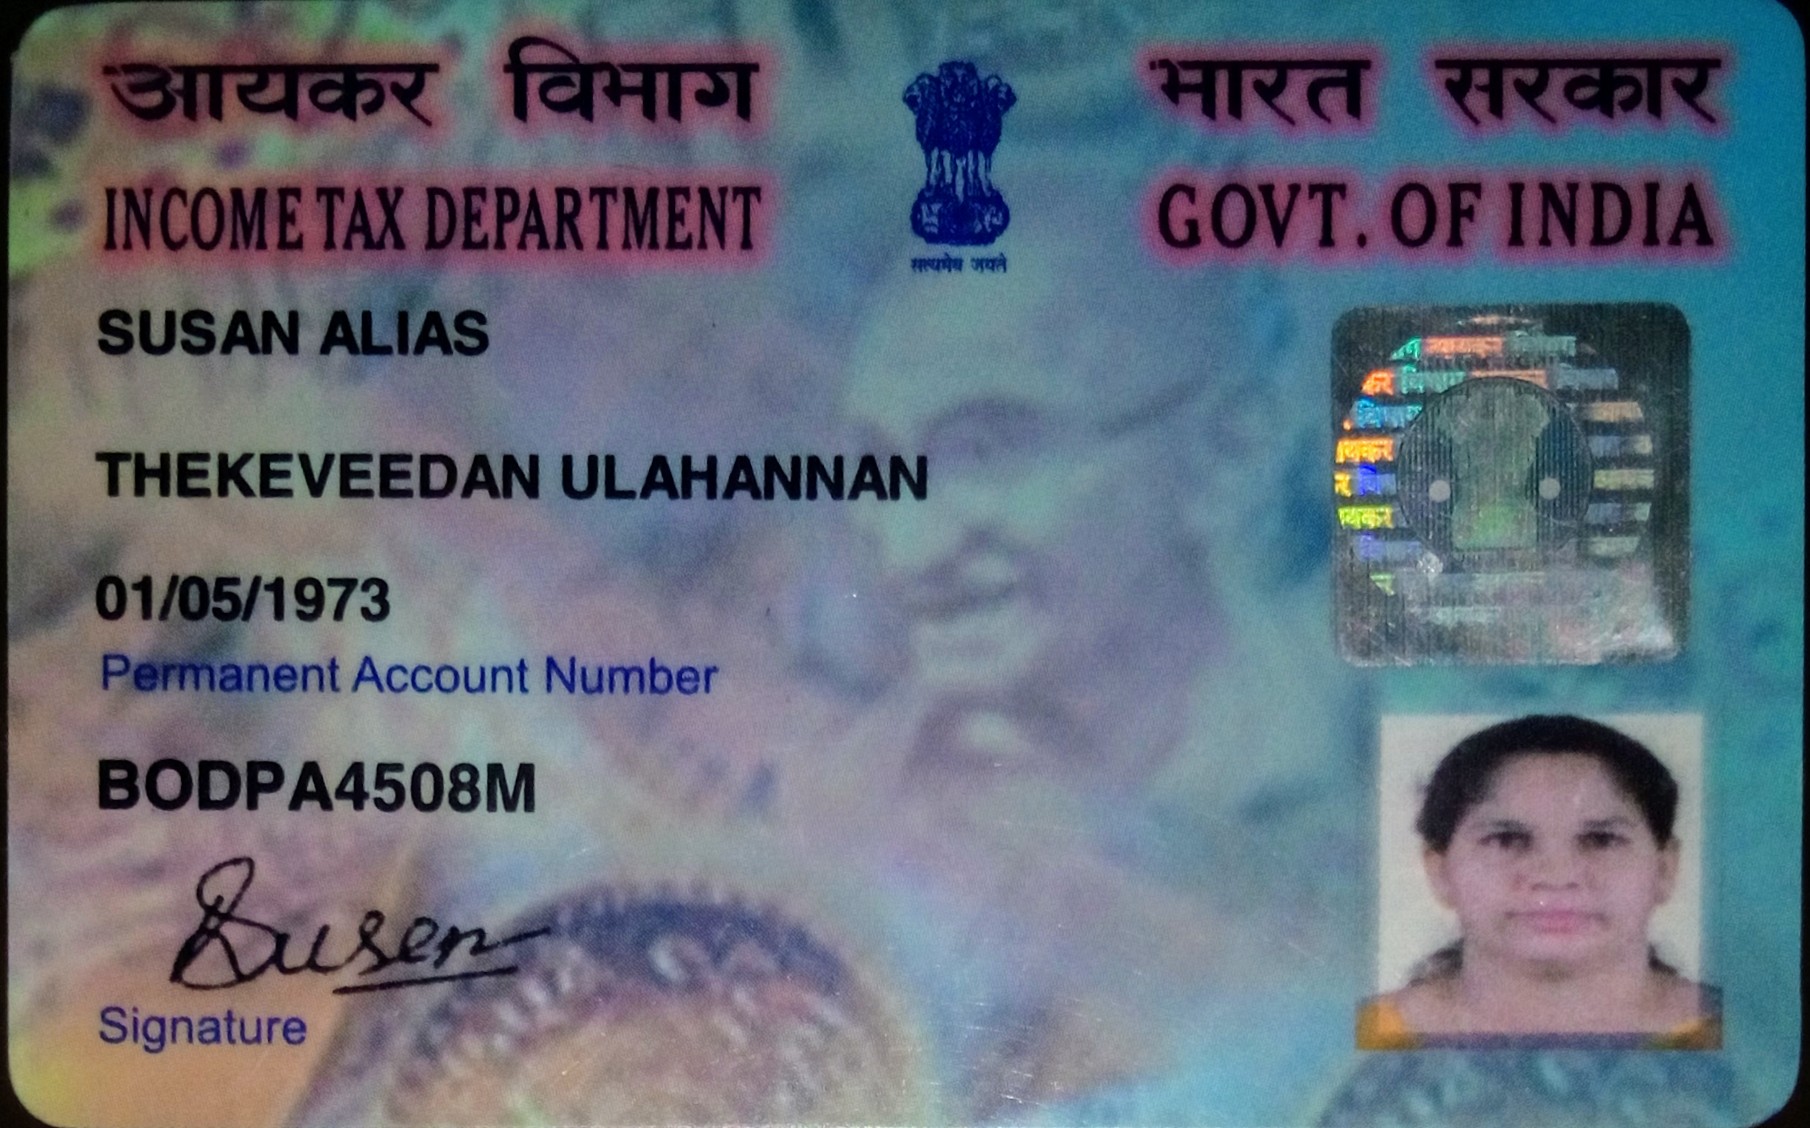 आयकर विभाग
INCOME TAX DEPARTMENT
भारत सरकार
GOVT. OF INDIA
सत्यमेव जयते
SUSAN ALIAS
THEKEVEEDAN ULAHANNAN
01/05/1973
Permanent Account Number
BODPA4508M
Susen
Signature